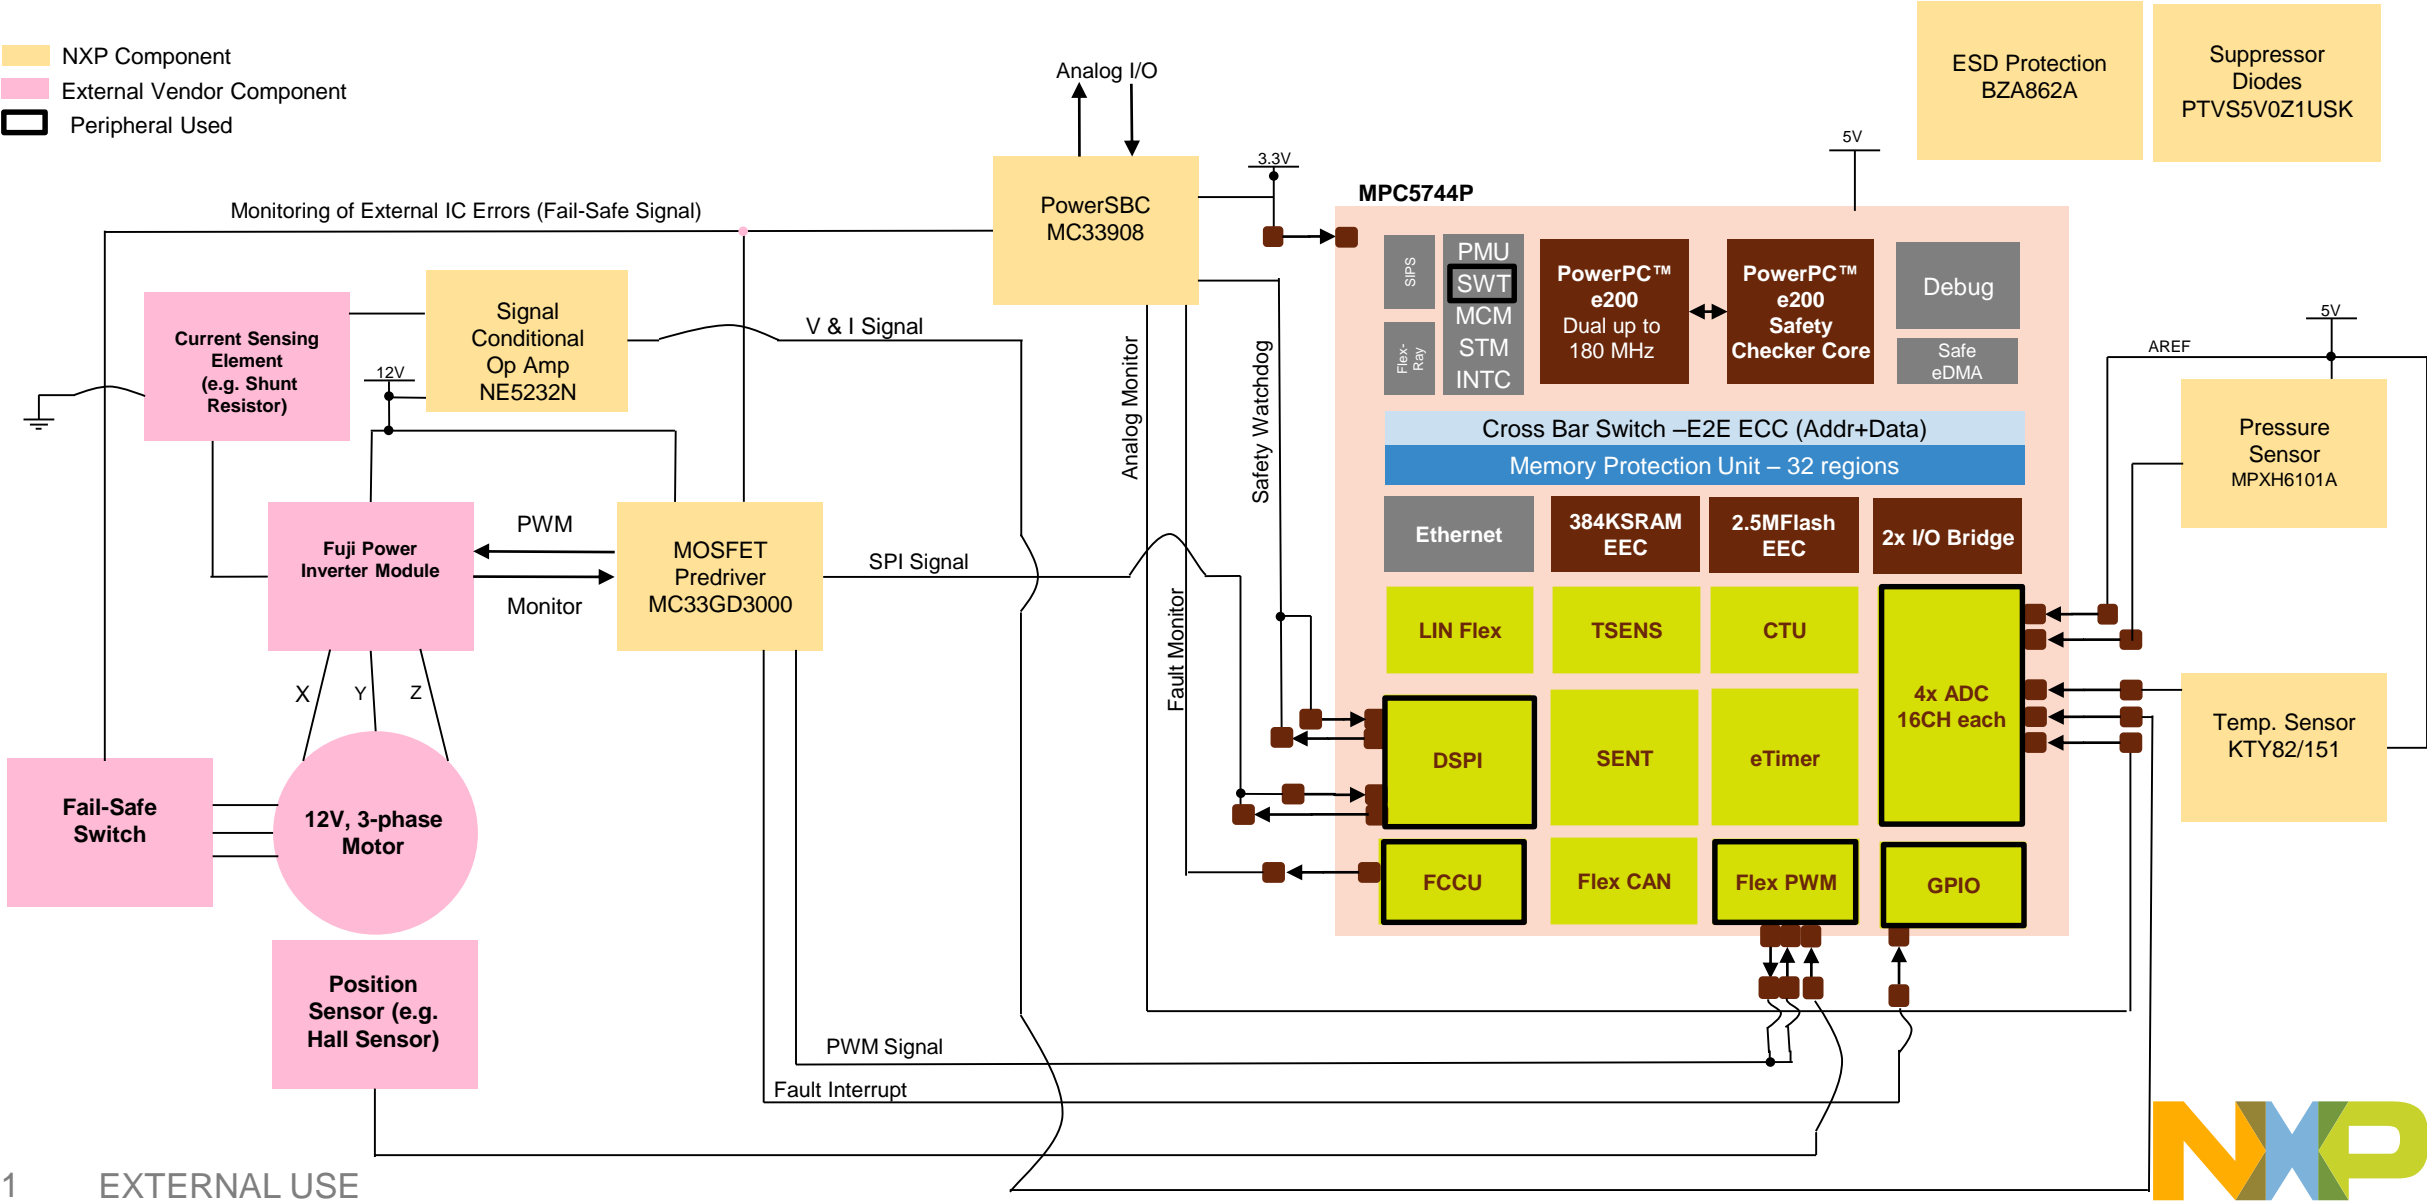 NXP Component
External Vendor Component
Peripheral Used
ESD Protection
BZA862A
Suppressor
Diodes
PTVS5V0Z1USK
Analog I/O
PowerSBC
MC33908
3.3V
5V
MPC5744P
Monitoring of External IC Errors (Fail-Safe Signal)
Current Sensing
Element
(e.g. Shunt
Resistor)
Signal
Conditional
Op Amp
NE5232N
12V
V & I Signal
Analog Monitor
Safety Watchdog
Fault Monitor
SIPS
Flex-
Ray
PMU
SWT
MCM
STM
INTC
PowerPC™
e200
Dual up to
180 MHz
PowerPC™
e200
Safety
Checker Core
Debug
Safe
eDMA
Cross Bar Switch –E2E ECC (Addr+Data)
Memory Protection Unit – 32 regions
Ethernet
384KSRAM
EEC
2.5MFlash
EEC
2x I/O Bridge
LIN Flex
TSENS
CTU
4x ADC
16CH each
DSPI
SENT
eTimer
FCCU
Flex CAN
Flex PWM
GPIO
5V
AREF
Pressure
Sensor
MPXH6101A
Temp. Sensor
KTY82/151
Fuji Power
Inverter Module
PWM
Monitor
MOSFET
Predriver
MC33GD3000
SPI Signal
X
Y
Z
Fail-Safe
Switch
12V, 3-phase
Motor
Position
Sensor (e.g.
Hall Sensor)
PWM Signal
Fault Interrupt
1
EXTERNAL USE
NXP